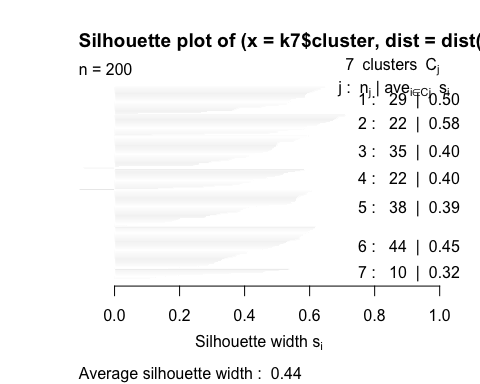 Silhouette plot of (x = k7$cluster, dist = dist(
n = 200
7 clusters Cj
j : nj | avei∈Cj si
1 : 29 | 0.50
2 : 22 | 0.58
3 : 35 | 0.40
4 : 22 | 0.40
5 : 38 | 0.39
6 : 44 | 0.45
7 : 10 | 0.32
0.0 0.2 0.4 0.6 0.8 1.0
Silhouette width si
Average silhouette width : 0.44